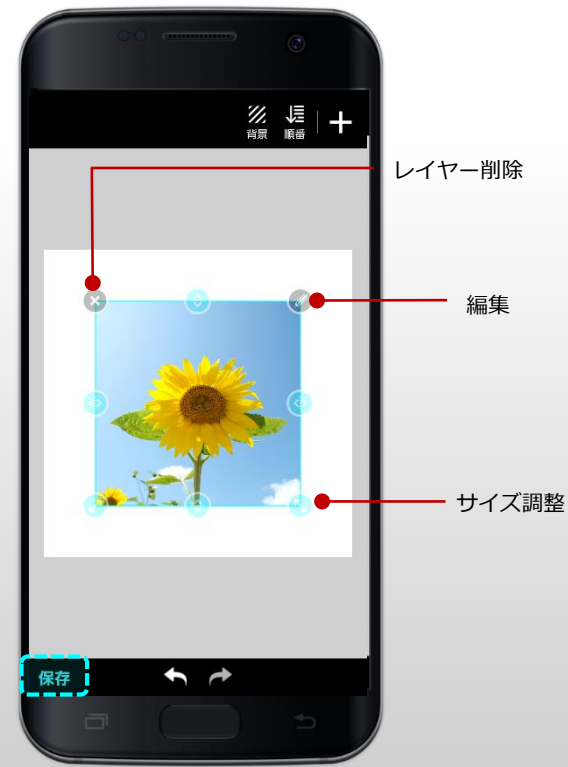 背景 順番
レイヤー削除
編集
サイズ調整
保存